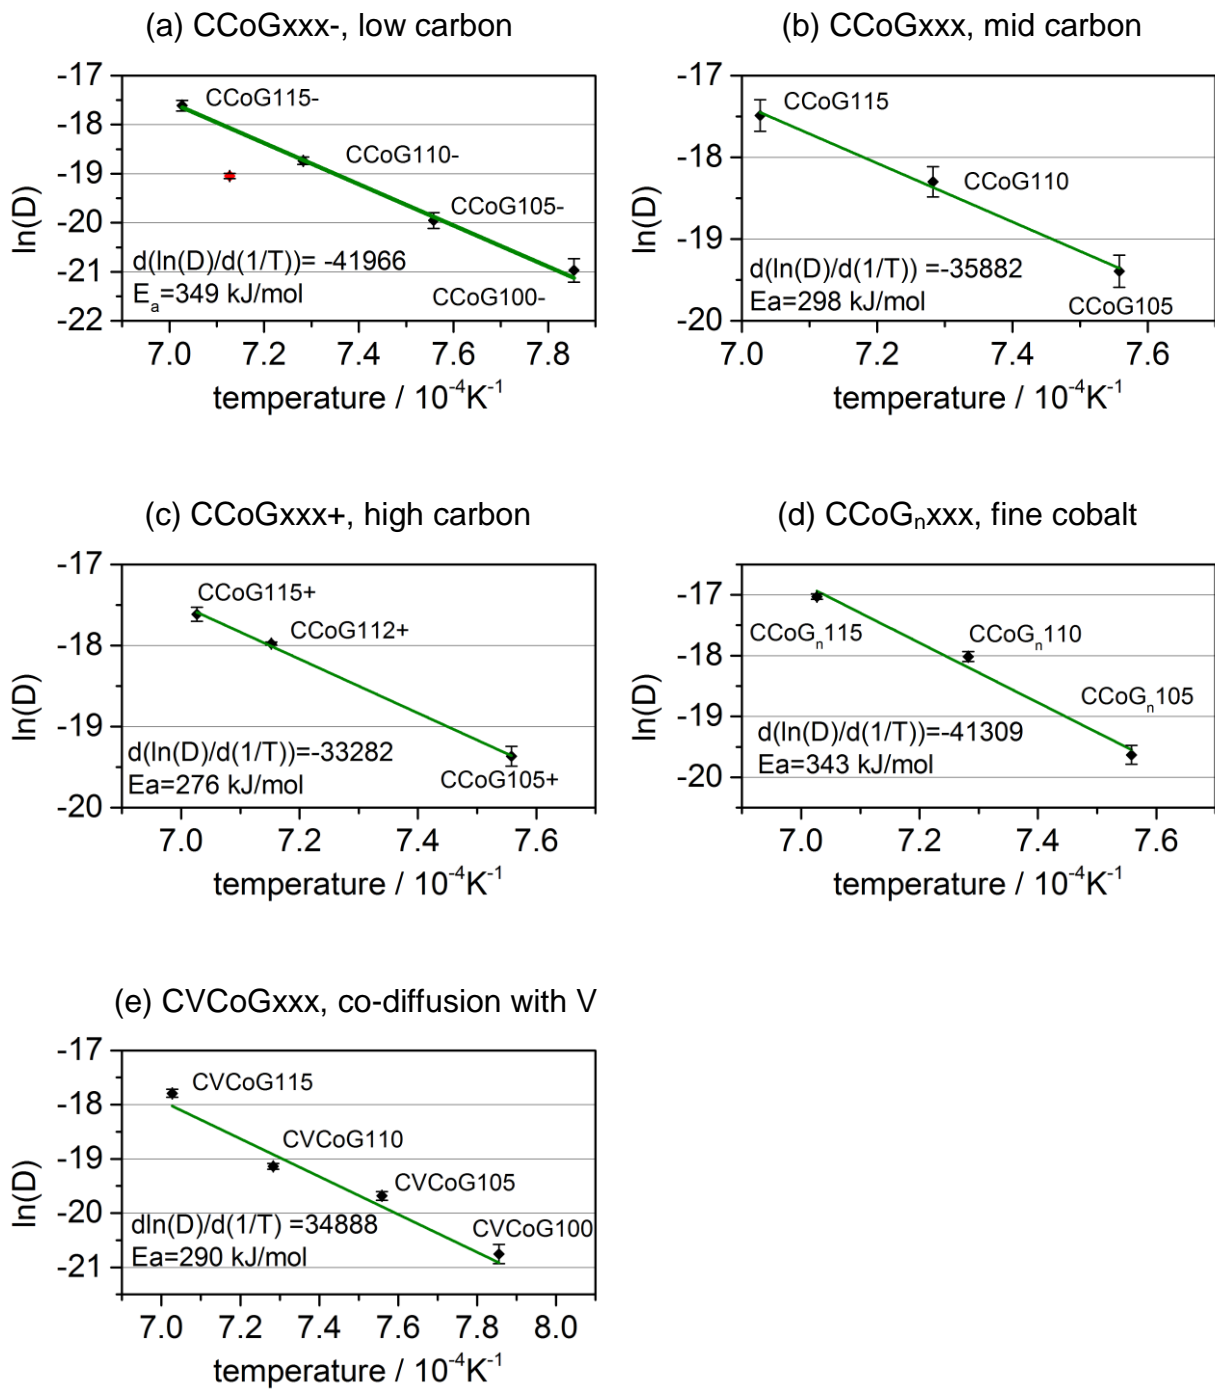 (a) CCoGxxx-, low carbon
-17
-18
-19
-20
-21
-22
ln(D)
CCoG115-
CCoG110-
CCoG105-
CCoG100-
d(ln(D)/d(1/T))= -41966
Eₐ=349 kJ/mol
7.0 7.2 7.4 7.6 7.8
temperature / 10⁻⁴K⁻¹
(b) CCoGxxx, mid carbon
-17
-18
-19
-20
ln(D)
CCoG115
CCoG110
CCoG105
d(ln(D)/d(1/T)) =-35882
Ea=298 kJ/mol
7.0 7.2 7.4 7.6
temperature / 10⁻⁴K⁻¹
(c) CCoGxxx+, high carbon
-17
-18
-19
-20
ln(D)
CCoG115+
CCoG112+
CCoG105+
d(ln(D)/d(1/T))=-33282
Ea=276 kJ/mol
7.0 7.2 7.4 7.6
temperature / 10⁻⁴K⁻¹
(d) CCoGₙxxx, fine cobalt
-17
-18
-19
-20
ln(D)
CCoGₙ115
CCoGₙ110
CCoGₙ105
d(ln(D)/d(1/T))=-41309
Ea=343 kJ/mol
7.0 7.2 7.4 7.6
temperature / 10⁻⁴K⁻¹
(e) CVCoGxxx, co-diffusion with V
-17
-18
-19
-20
-21
ln(D)
CVCoG115
CVCoG110
CVCoG105
CVCoG100
dln(D)/d(1/T) =34888
Ea=290 kJ/mol
7.0 7.2 7.4 7.6 7.8 8.0
temperature / 10⁻⁴K⁻¹